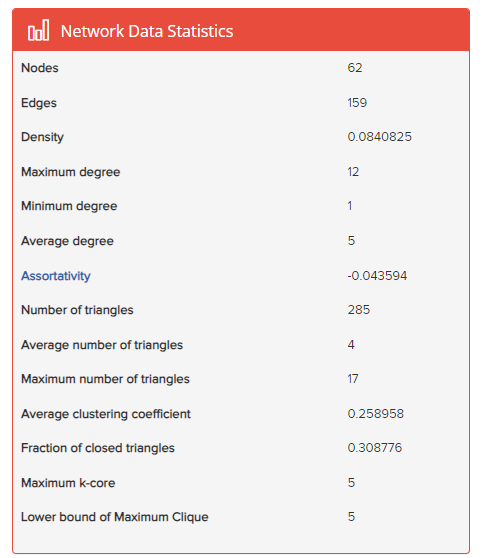 Network Data Statistics
Nodes 62
Edges 159
Density 0.0840825
Maximum degree 12
Minimum degree 1
Average degree 5
Assortativity -0.043594
Number of triangles 285
Average number of triangles 4
Maximum number of triangles 17
Average clustering coefficient 0.258958
Fraction of closed triangles 0.308776
Maximum k-core 5
Lower bound of Maximum Clique 5